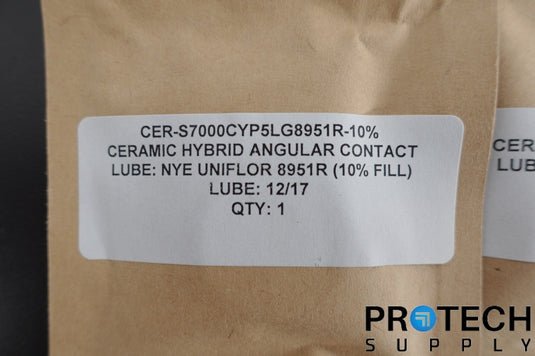 CER-S7000CYP5LG8951R-10%
CERAMIC HYBRID ANGULAR CONTACT
LUBE: NYE UNIFLOR 8951R (10% FILL)
LUBE: 12/17
QTY: 1
CE
LUB
PROTECH
SUPPLY